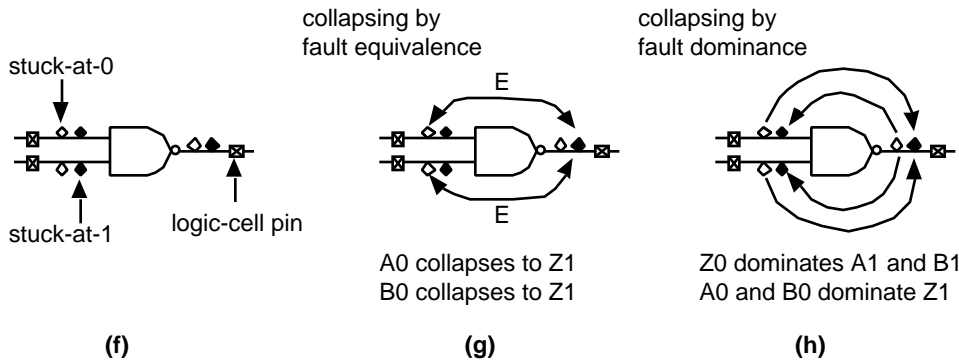 stuck-at-0
stuck-at-1
logic-cell pin
(f)
collapsing by
fault equivalence
E
E
A0 collapses to Z1
B0 collapses to Z1
(g)
collapsing by
fault dominance
Z0 dominates A1 and B1
A0 and B0 dominate Z1
(h)